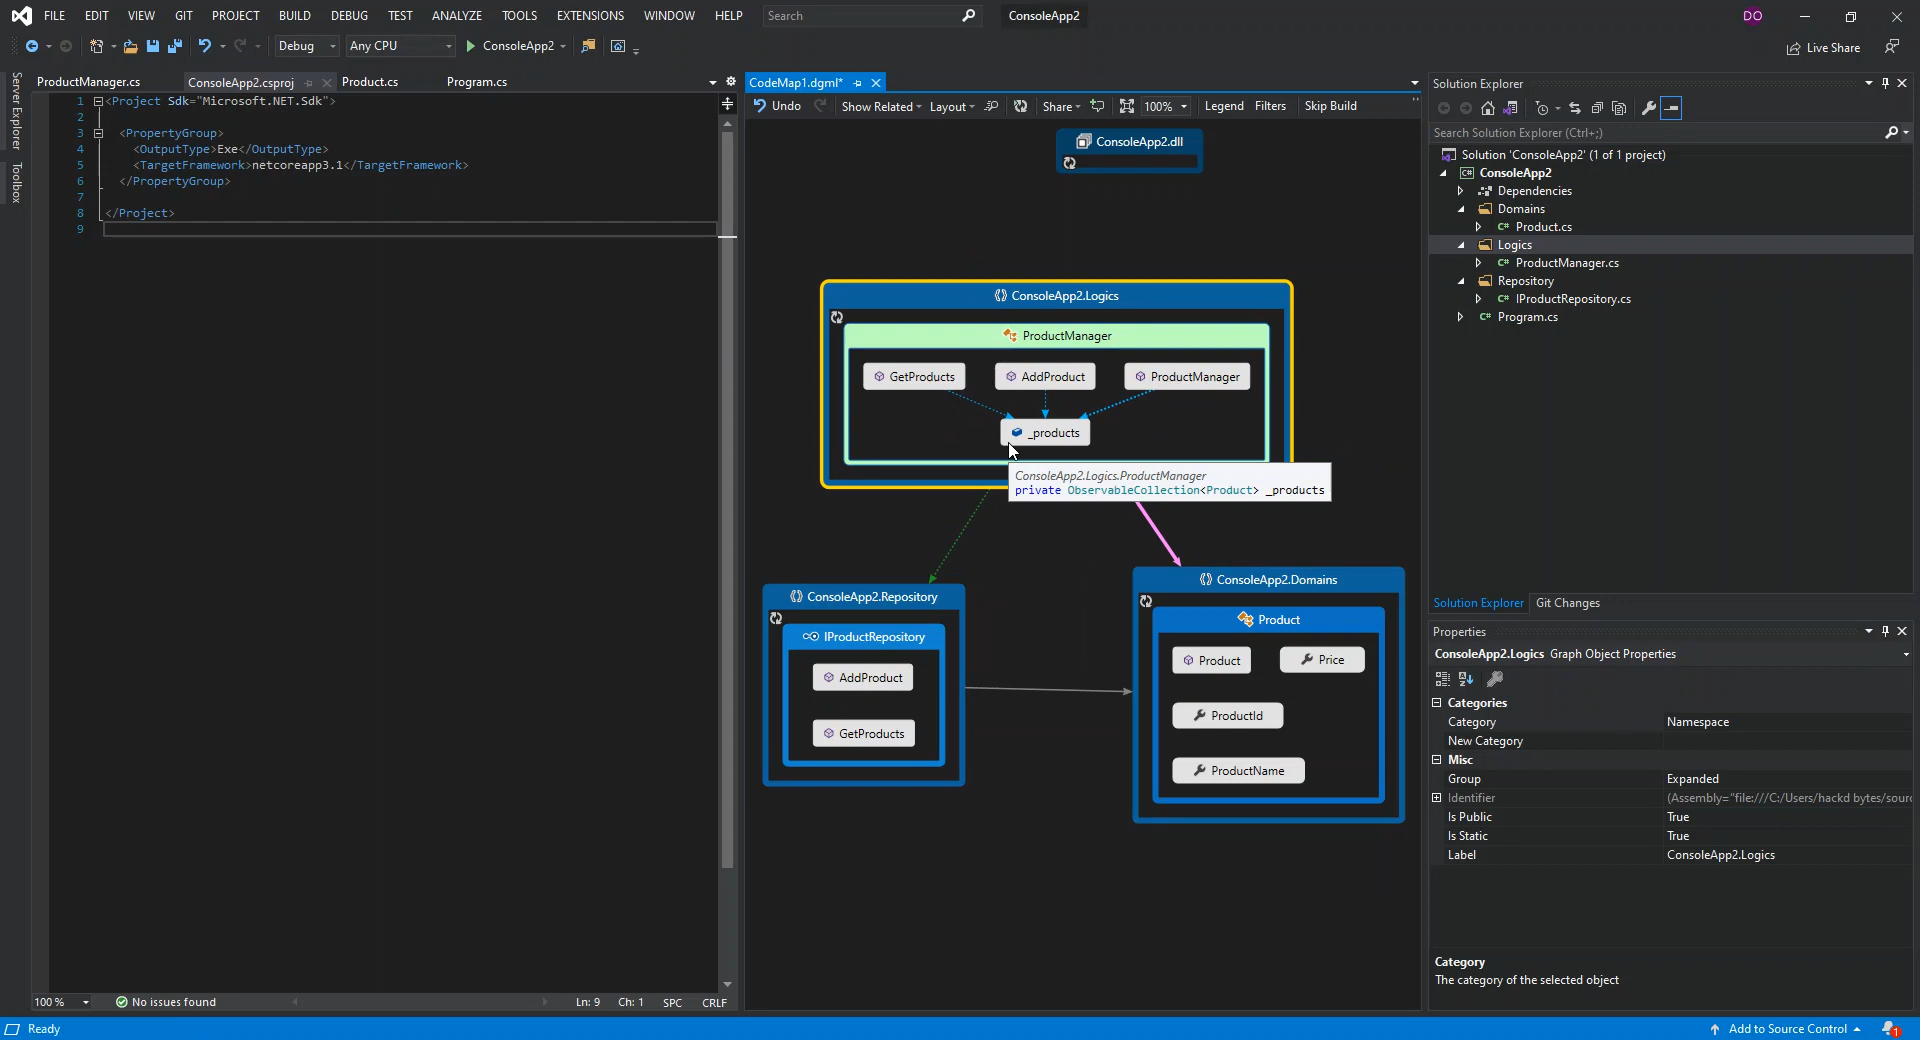 FILE EDIT VIEW GIT PROJECT BUILD DEBUG TEST ANALYZE TOOLS EXTENSIONS WINDOW HELP Search ConsoleApp2 DO
Debug Any CPU ConsoleApp2 Live Share
Server Explorer
Toolbox
ProductManager.cs ConsoleApp2.csproj Product.cs Program.cs
1 <Project Sdk="Microsoft.NET.Sdk">
2
3 <PropertyGroup>
4 <OutputType>Exe</OutputType>
5 <TargetFramework>netcoreapp3.1</TargetFramework>
6 </PropertyGroup>
7
8 </Project>
9
100 % No issues found Ln: 9 Ch: 1 SPC CRLF
CodeMap1.dgml*
Undo Show Related Layout Share 100% Legend Filters Skip Build "
ConsoleApp2.dll
ConsoleApp2.Logics
ProductManager
GetProducts AddProduct ProductManager
_products
ConsoleApp2.Logics.ProductManager
private ObservableCollection<Product> _products
ConsoleApp2.Repository
IProductRepository
AddProduct
GetProducts
ConsoleApp2.Domains
Product
Product Price
ProductId
ProductName
Solution Explorer
Search Solution Explorer (Ctrl+;)
Solution 'ConsoleApp2' (1 of 1 project)
C# ConsoleApp2
Dependencies
Domains
C# Product.cs
Logics
C# ProductManager.cs
Repository
C# IProductRepository.cs
C# Program.cs
Solution Explorer Git Changes
Properties
ConsoleApp2.Logics Graph Object Properties
Categories
Category Namespace
New Category
Misc
Group Expanded
Identifier (Assembly="file:///C:/Users/hackd bytes/sourc
Is Public True
Is Static True
Label ConsoleApp2.Logics
Category
The category of the selected object
Ready Add to Source Control 1